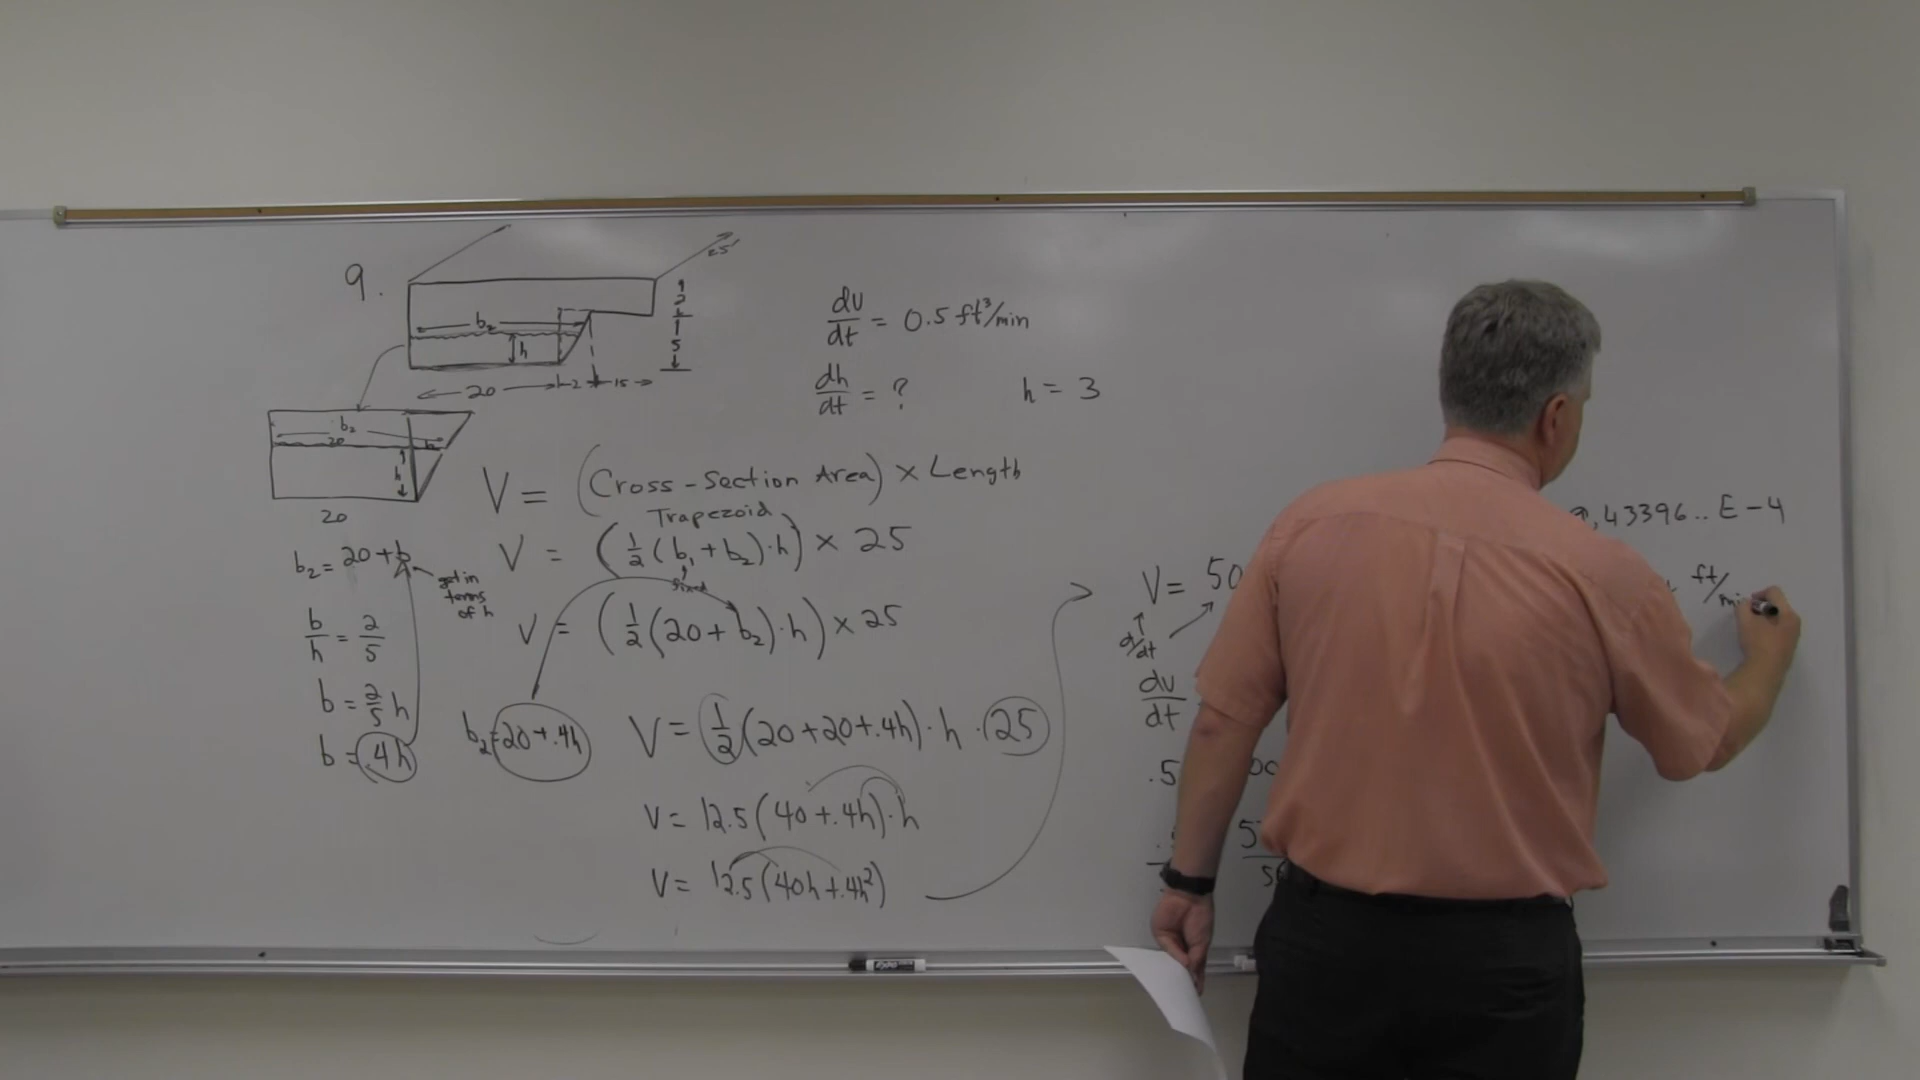 9.
25'
2
5
b₂
h
20 2 15
b₂
20 b
h
20
dv/dt = 0.5 ft³/min
dh/dt = ? h = 3
V = (Cross-Section Area) × Length
Trapezoid
V = (1/2 (b₁ + b₂)·h) × 25
fixed
V = (1/2 (20 + b₂)·h) × 25
b₂ = 20 + b
get in
terms
of h
b/h = 2/5
b = 2/5 h
b = .4h
b₂ = 20 + .4h
V = 1/2 (20 + 20 + .4h) · h · 25
V = 12.5 (40 + .4h) · h
V = 12.5 (40h + .4h²)
V = 50
d/dt
dv/dt
.5
.43396.. E-4
ft/min